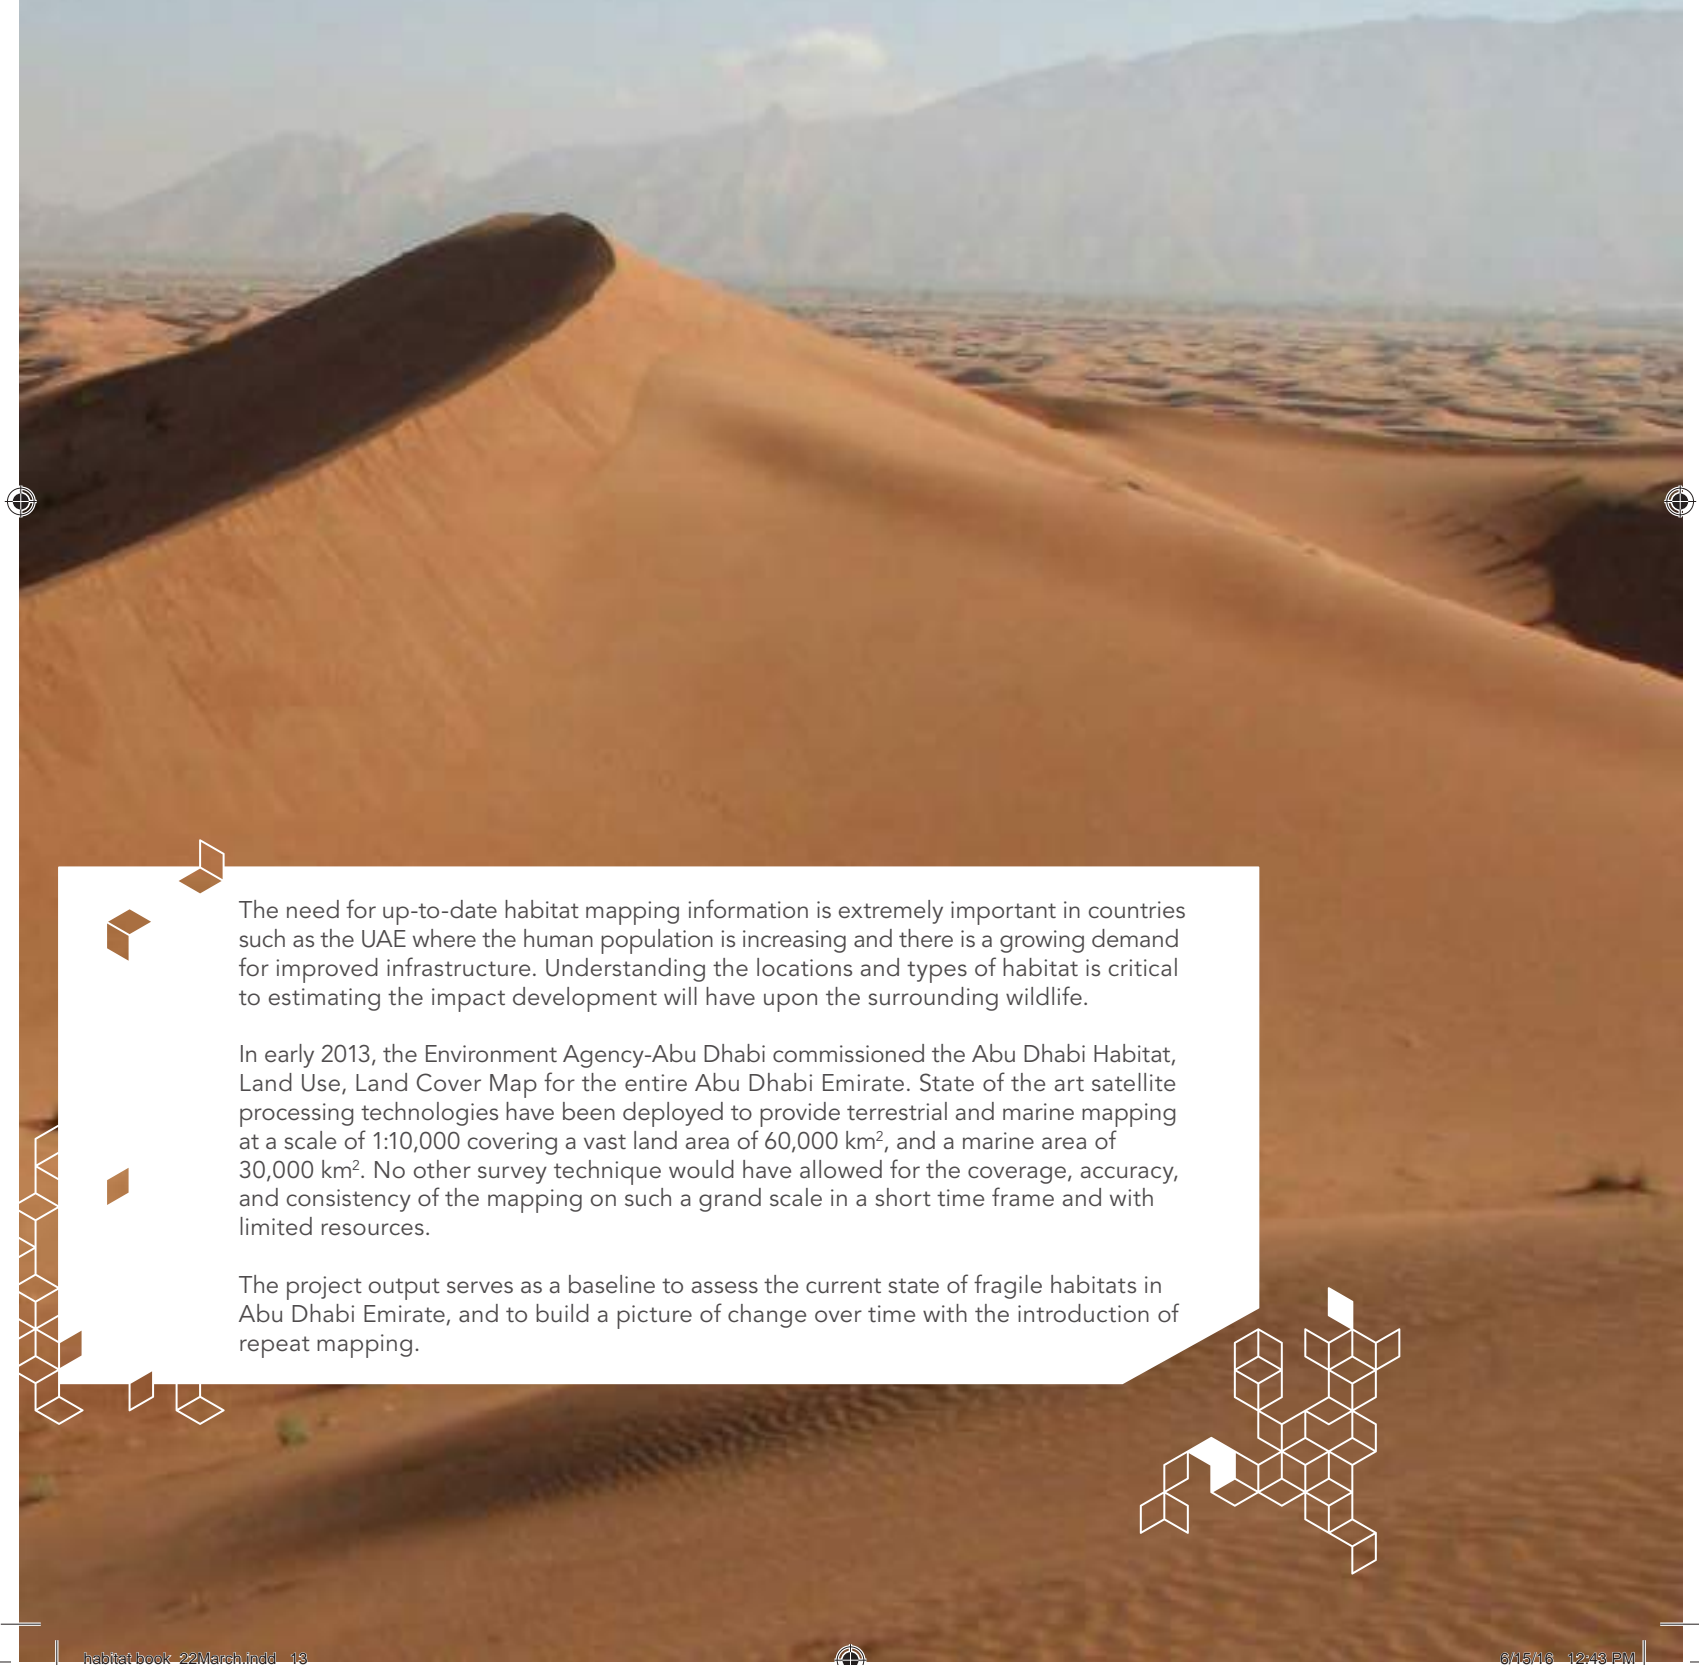 The need for up-to-date habitat mapping information is extremely important in countries
such as the UAE where the human population is increasing and there is a growing demand
for improved infrastructure. Understanding the locations and types of habitat is critical
to estimating the impact development will have upon the surrounding wildlife.
In early 2013, the Environment Agency-Abu Dhabi commissioned the Abu Dhabi Habitat,
Land Use, Land Cover Map for the entire Abu Dhabi Emirate. State of the art satellite
processing technologies have been deployed to provide terrestrial and marine mapping
at a scale of 1:10,000 covering a vast land area of 60,000 km², and a marine area of
30,000 km². No other survey technique would have allowed for the coverage, accuracy,
and consistency of the mapping on such a grand scale in a short time frame and with
limited resources.
The project output serves as a baseline to assess the current state of fragile habitats in
Abu Dhabi Emirate, and to build a picture of change over time with the introduction of
repeat mapping.
habitat book_22March.indd 13
6/15/16 12:43 PM